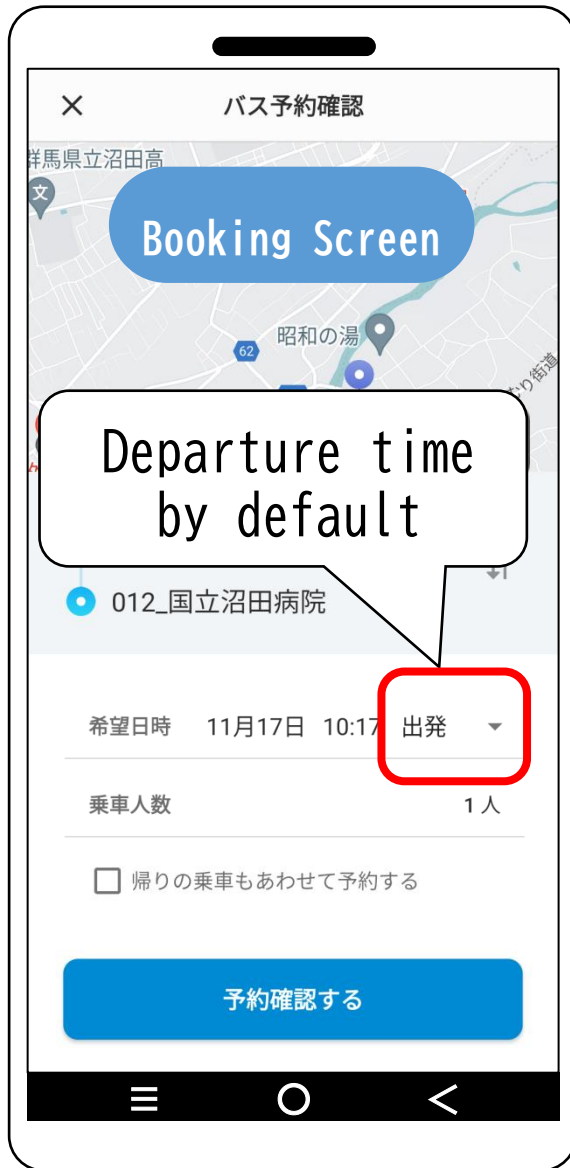 バス予約確認
群馬県立沼田高
文
Booking Screen
昭和の湯
62
Departure time
by default
012_国立沼田病院
希望日時 11月17日 10:17 出発
乗車人数 1人
帰りの乗車もあわせて予約する
予約確認する